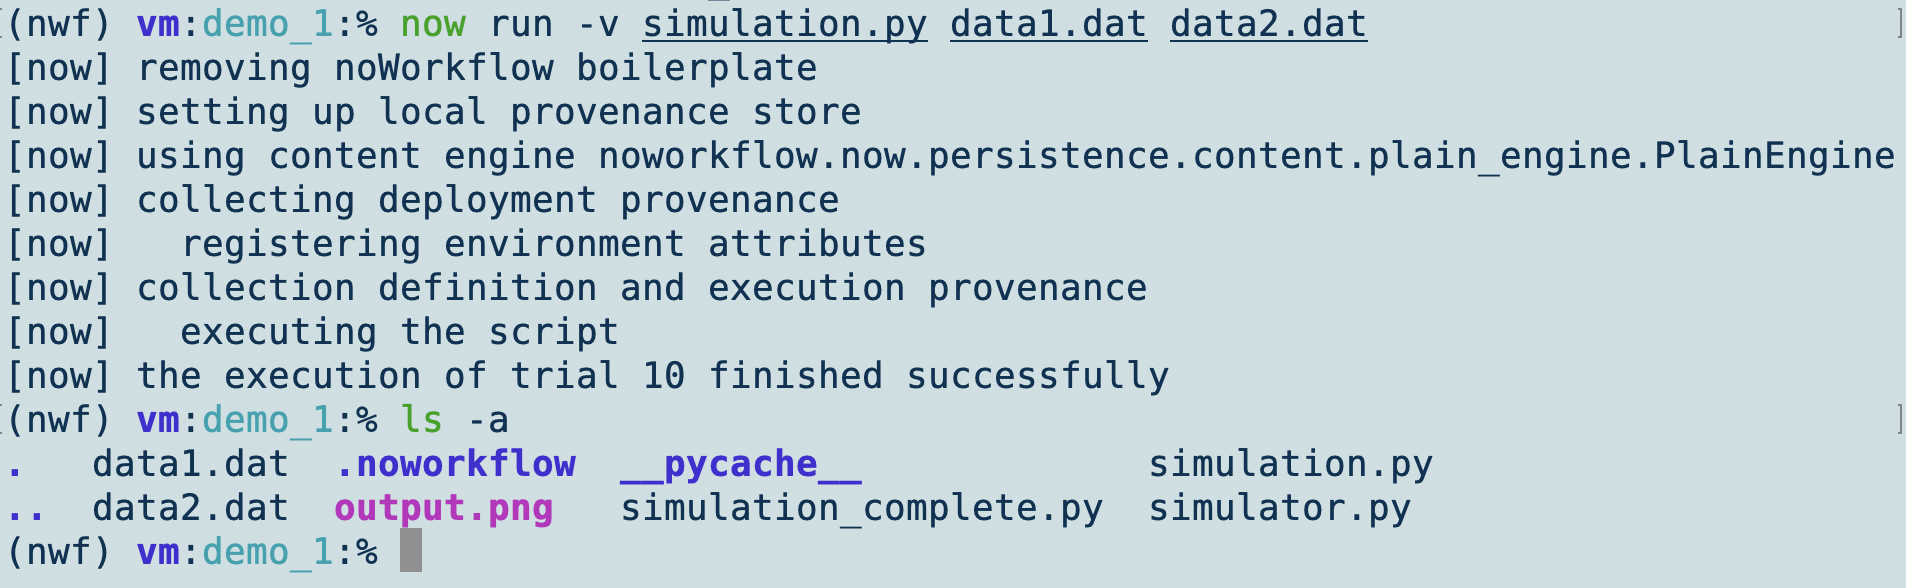 (nwf) vm:demo_1:% now run -v simulation.py data1.dat data2.dat
[now] removing noWorkflow boilerplate
[now] setting up local provenance store
[now] using content engine noworkflow.now.persistence.content.plain_engine.PlainEngine
[now] collecting deployment provenance
[now]   registering environment attributes
[now] collection definition and execution provenance
[now]   executing the script
[now] the execution of trial 10 finished successfully
(nwf) vm:demo_1:% ls -a
.   data1.dat  .noworkflow  __pycache__             simulation.py
..  data2.dat  output.png   simulation_complete.py  simulator.py
(nwf) vm:demo_1:%